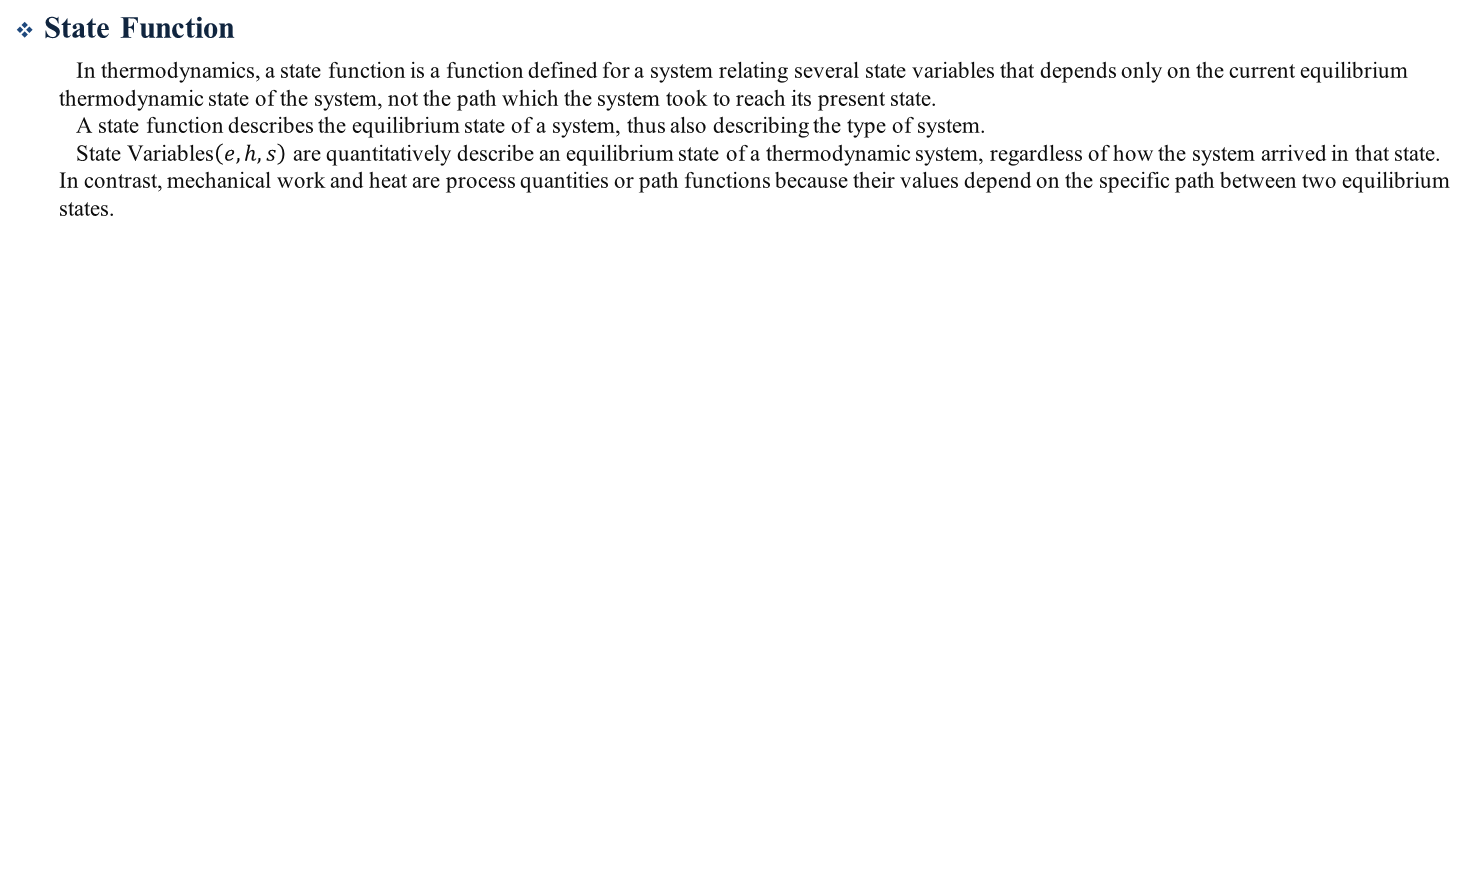 ❖ State Function
In thermodynamics, a state function is a function defined for a system relating several state variables that depends only on the current equilibrium
thermodynamic state of the system, not the path which the system took to reach its present state.
A state function describes the equilibrium state of a system, thus also describing the type of system.
State Variables(e, h, s) are quantitatively describe an equilibrium state of a thermodynamic system, regardless of how the system arrived in that state.
In contrast, mechanical work and heat are process quantities or path functions because their values depend on the specific path between two equilibrium
states.